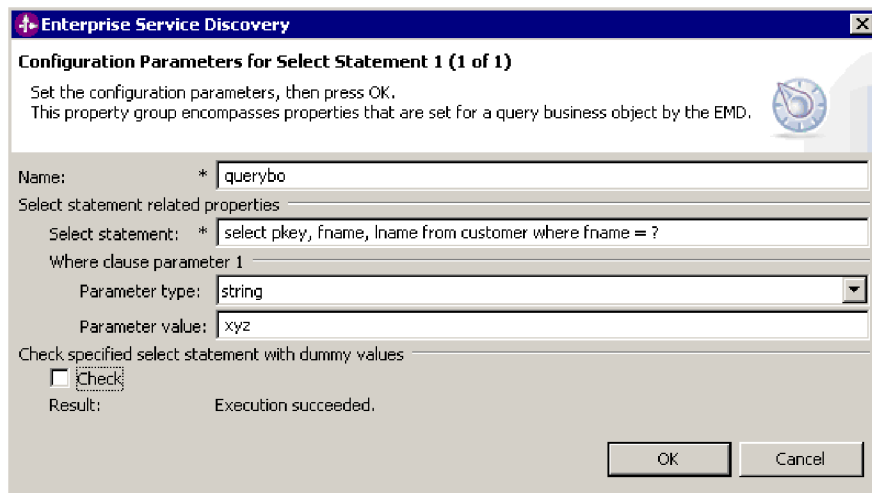 Enterprise Service Discovery
Configuration Parameters for Select Statement 1 (1 of 1)
Set the configuration parameters, then press OK.
This property group encompasses properties that are set for a query business object by the EMD.
Name: * querybo
Select statement related properties
Select statement: * select pkey, fname, lname from customer where fname = ?
Where clause parameter 1
Parameter type: string
Parameter value: xyz
Check specified select statement with dummy values
Check
Result: Execution succeeded.
OK Cancel